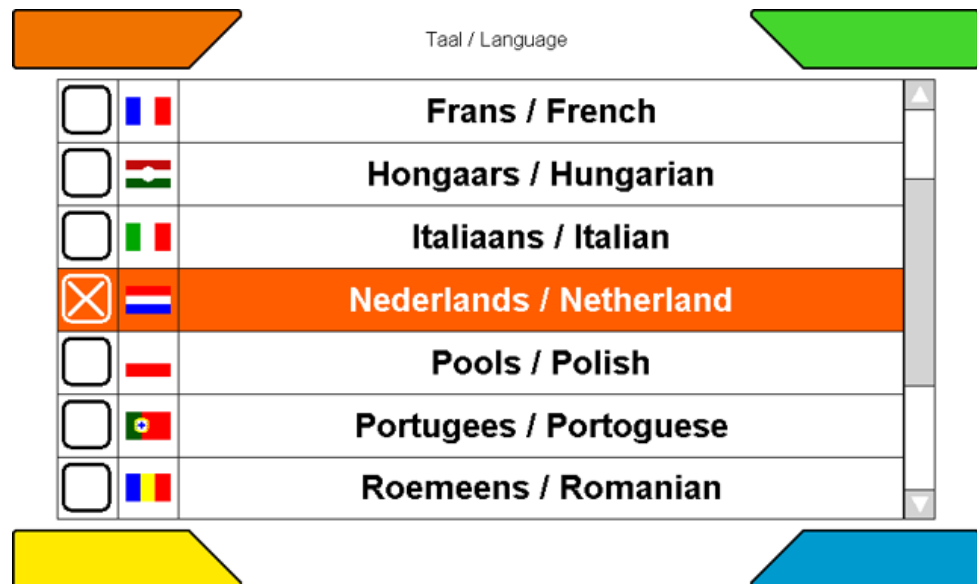 Taal / Language
Frans / French
Hongaars / Hungarian
Italiaans / Italian
Nederlands / Netherland
Pools / Polish
Portugees / Portoguese
Roemeens / Romanian